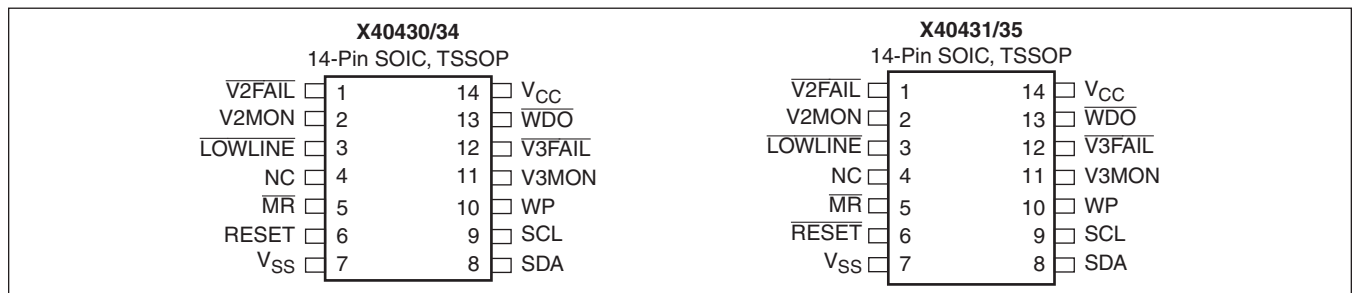 X40430/34
14-Pin SOIC, TSSOP
V2FAIL 1 14 VCC
V2MON 2 13 WDO
LOWLINE 3 12 V3FAIL
NC 4 11 V3MON
MR 5 10 WP
RESET 6 9 SCL
VSS 7 8 SDA
X40431/35
14-Pin SOIC, TSSOP
V2FAIL 1 14 VCC
V2MON 2 13 WDO
LOWLINE 3 12 V3FAIL
NC 4 11 V3MON
MR 5 10 WP
RESET 6 9 SCL
VSS 7 8 SDA